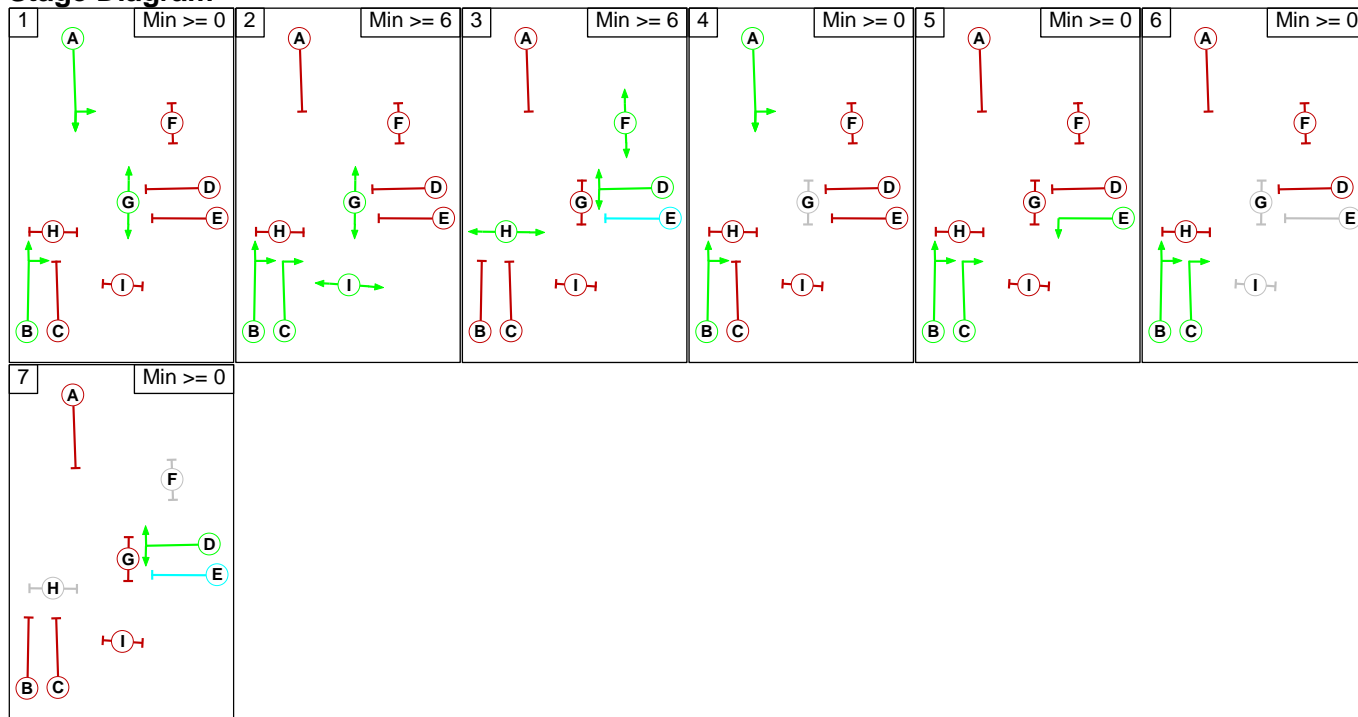 Stage Diagram
1 Min >= 0
A
F
D
G
E
H
I
B C
2 Min >= 6
A
F
D
G
E
H
I
B C
3 Min >= 6
A
F
D
G
E
H
I
B C
4 Min >= 0
A
F
D
G
E
H
I
B C
5 Min >= 0
A
F
D
G
E
H
I
B C
6 Min >= 0
A
F
D
G
E
H
I
B C
7 Min >= 0
A
F
D
G
E
H
I
B C